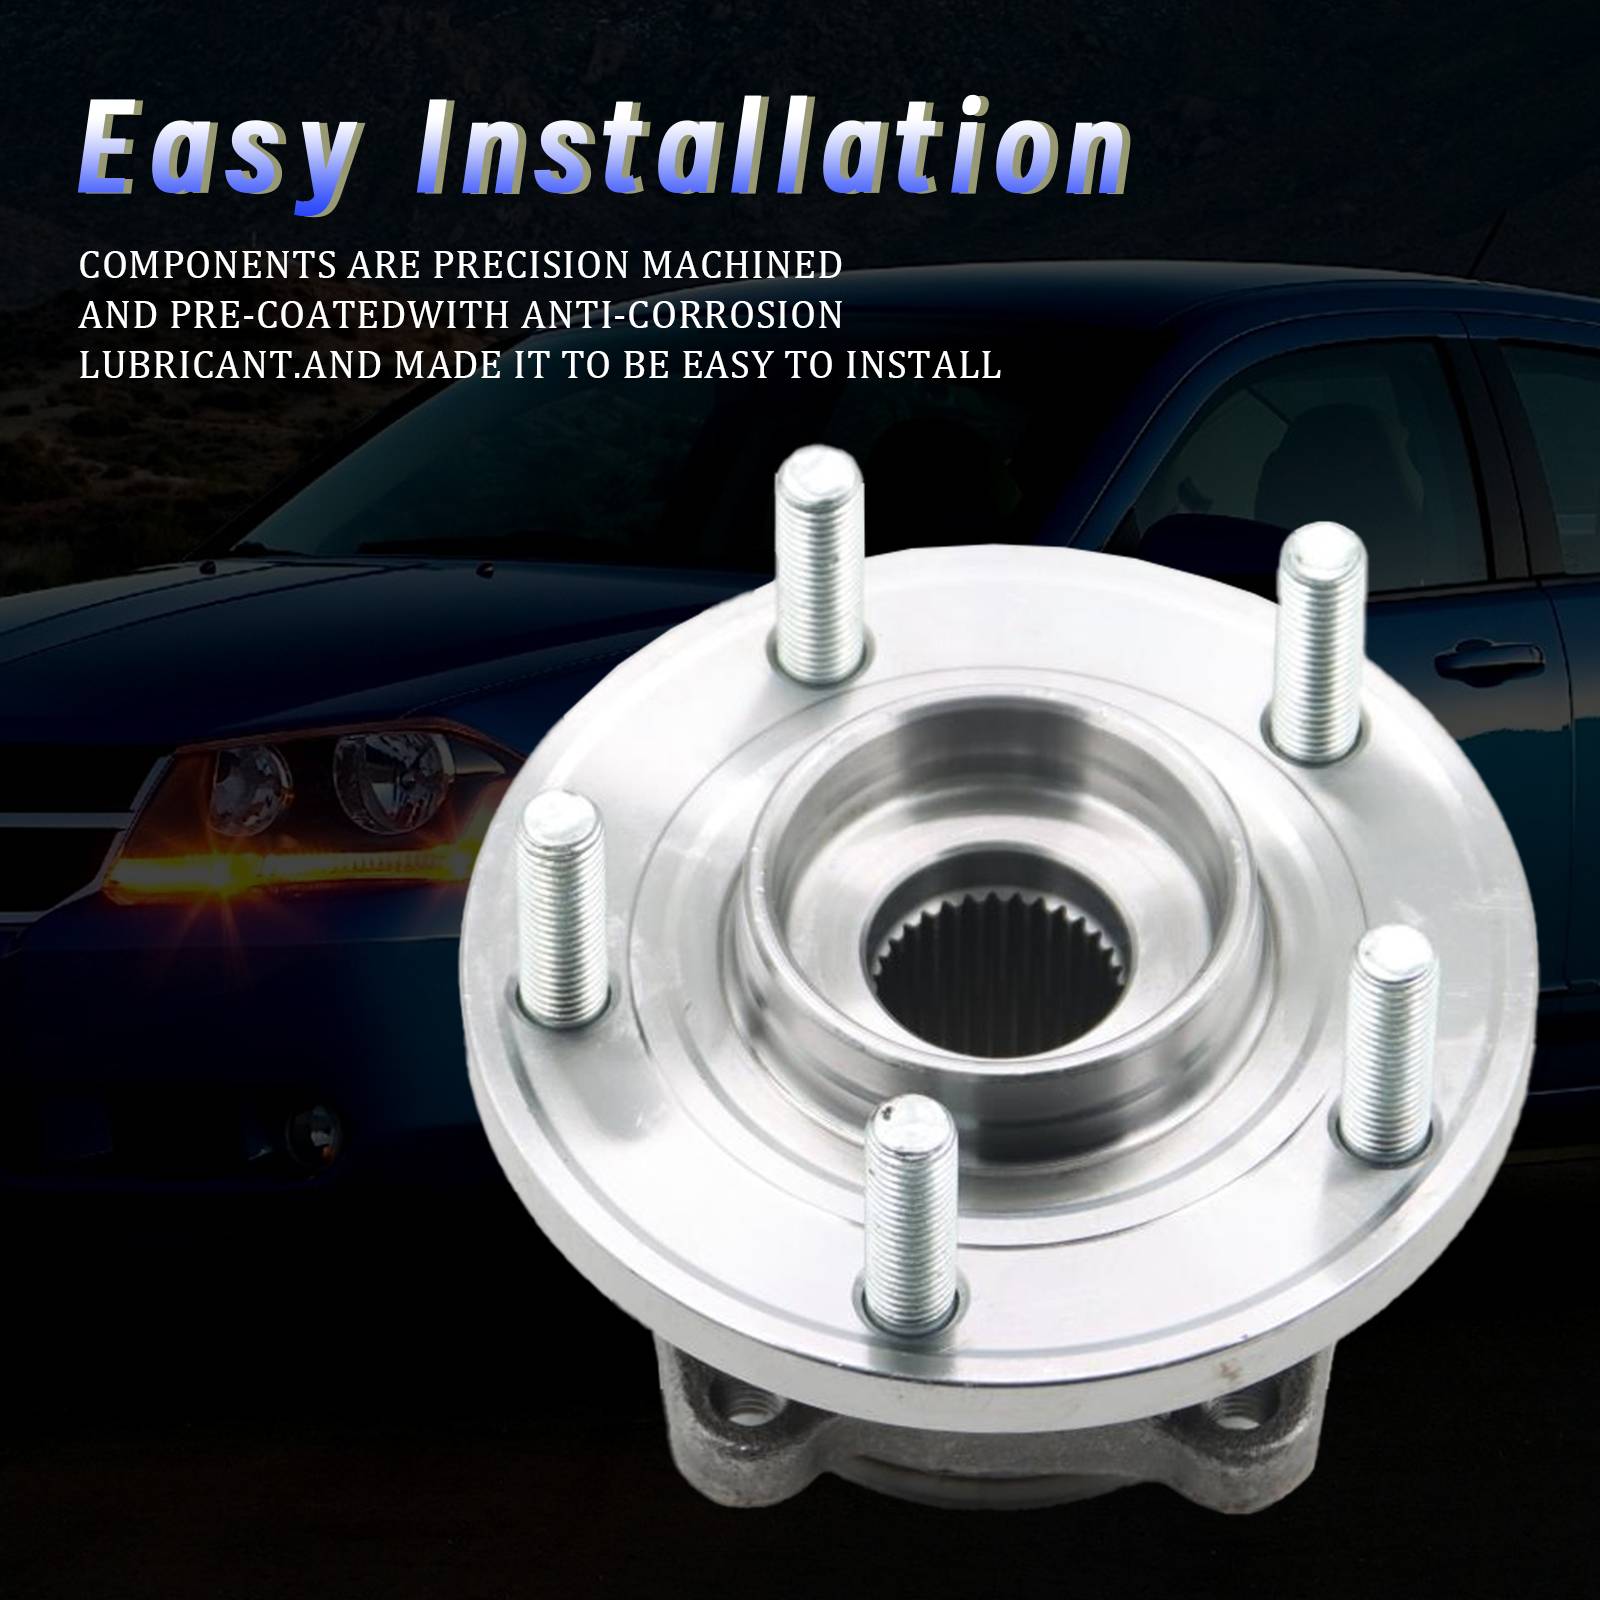 Easy Installation
COMPONENTS ARE PRECISION MACHINED
AND PRE-COATEDWITH ANTI-CORROSION
LUBRICANT.AND MADE IT TO BE EASY TO INSTALL